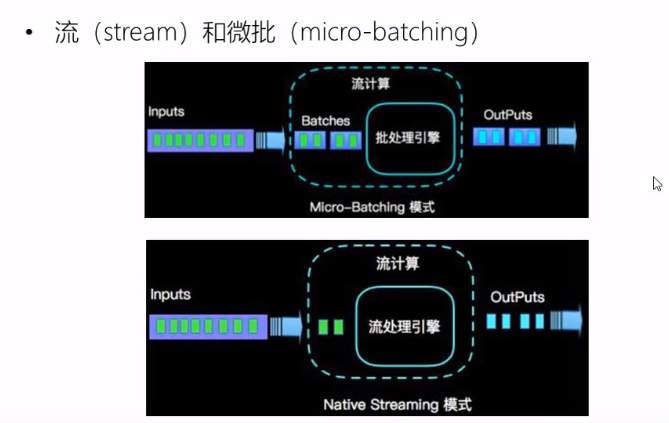 • 流（stream）和微批（micro-batching）
流计算
Inputs
Batches
批处理引擎
OutPuts
Micro-Batching 模式
流计算
Inputs
流处理引擎
OutPuts
Native Streaming 模式